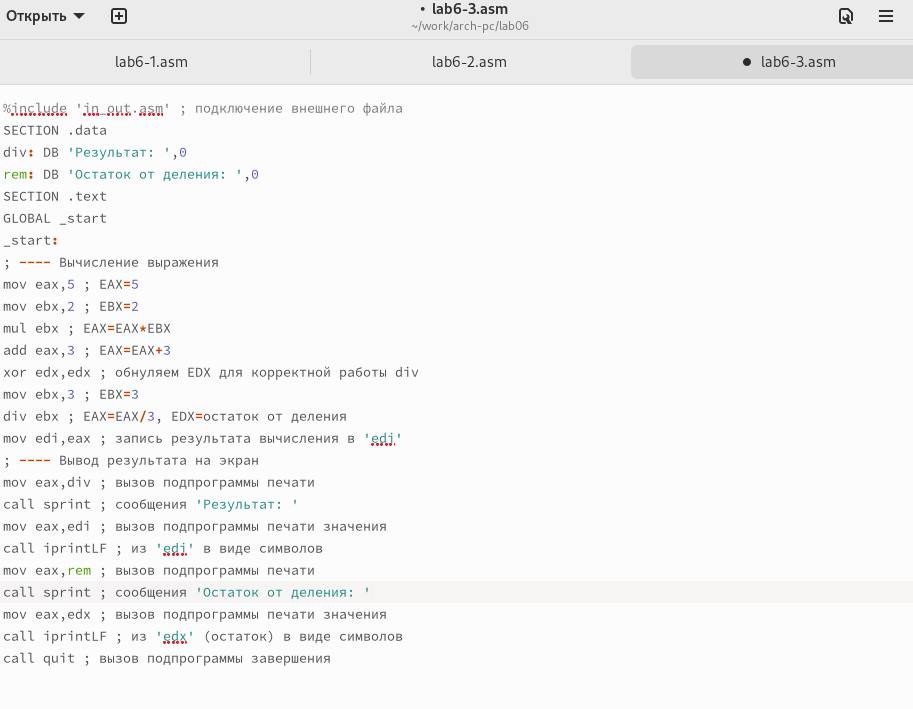 Открыть
• lab6-3.asm
~/work/arch-pc/lab06
lab6-1.asm
lab6-2.asm
● lab6-3.asm
%include 'in_out.asm' ; подключение внешнего файла
SECTION .data
div: DB 'Результат: ',0
rem: DB 'Остаток от деления: ',0
SECTION .text
GLOBAL _start
_start:
; ---- Вычисление выражения
mov eax,5 ; EAX=5
mov ebx,2 ; EBX=2
mul ebx ; EAX=EAX*EBX
add eax,3 ; EAX=EAX+3
xor edx,edx ; обнуляем EDX для корректной работы div
mov ebx,3 ; EBX=3
div ebx ; EAX=EAX/3, EDX=остаток от деления
mov edi,eax ; запись результата вычисления в 'edi'
; ---- Вывод результата на экран
mov eax,div ; вызов подпрограммы печати
call sprint ; сообщения 'Результат: '
mov eax,edi ; вызов подпрограммы печати значения
call iprintLF ; из 'edi' в виде символов
mov eax,rem ; вызов подпрограммы печати
call sprint ; сообщения 'Остаток от деления: '
mov eax,edx ; вызов подпрограммы печати значения
call iprintLF ; из 'edx' (остаток) в виде символов
call quit ; вызов подпрограммы завершения